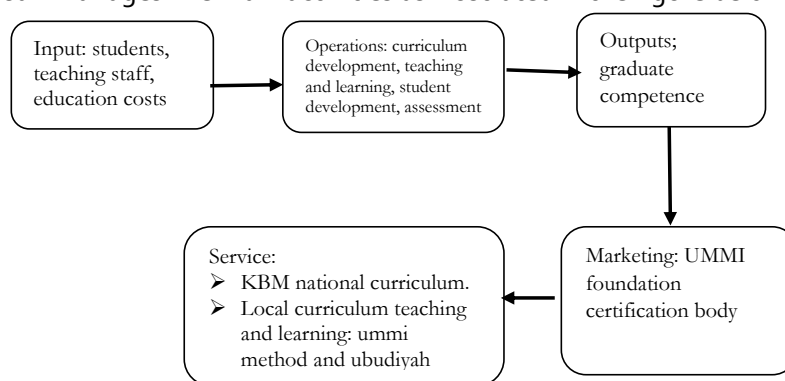 manages
Input: students,
teaching staff,
education costs
Operations: curriculum
development, teaching
and learning, student
development, assessment
Outputs;
graduate
competence
Service:
➢ KBM national curriculum.
➢ Local curriculum teaching
and learning: ummi
method and ubudiyah
Marketing: UMMI
foundation
certification body